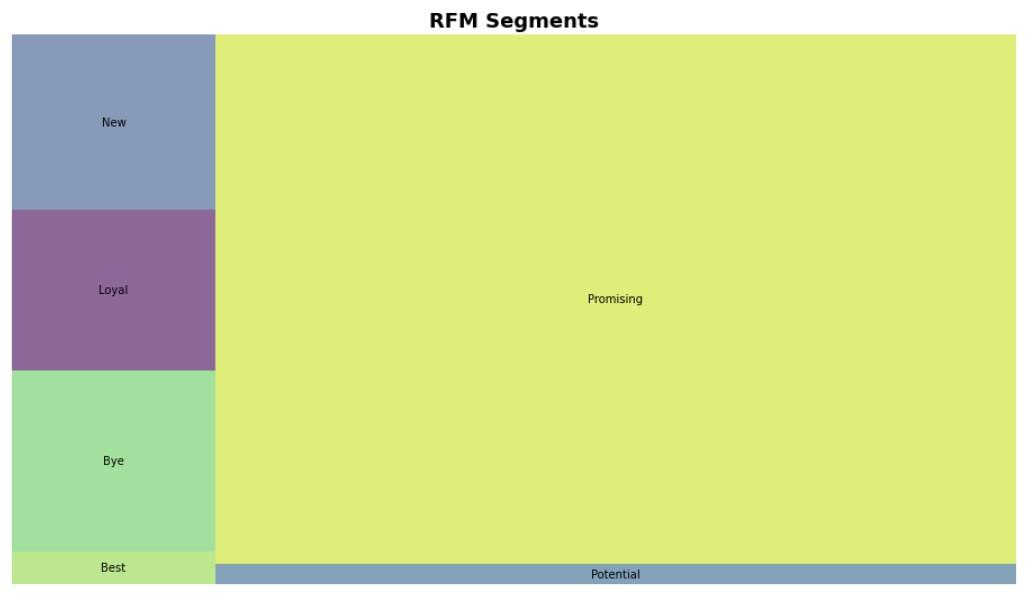 RFM Segments
New
Loyal
Bye
Best
Promising
Potential